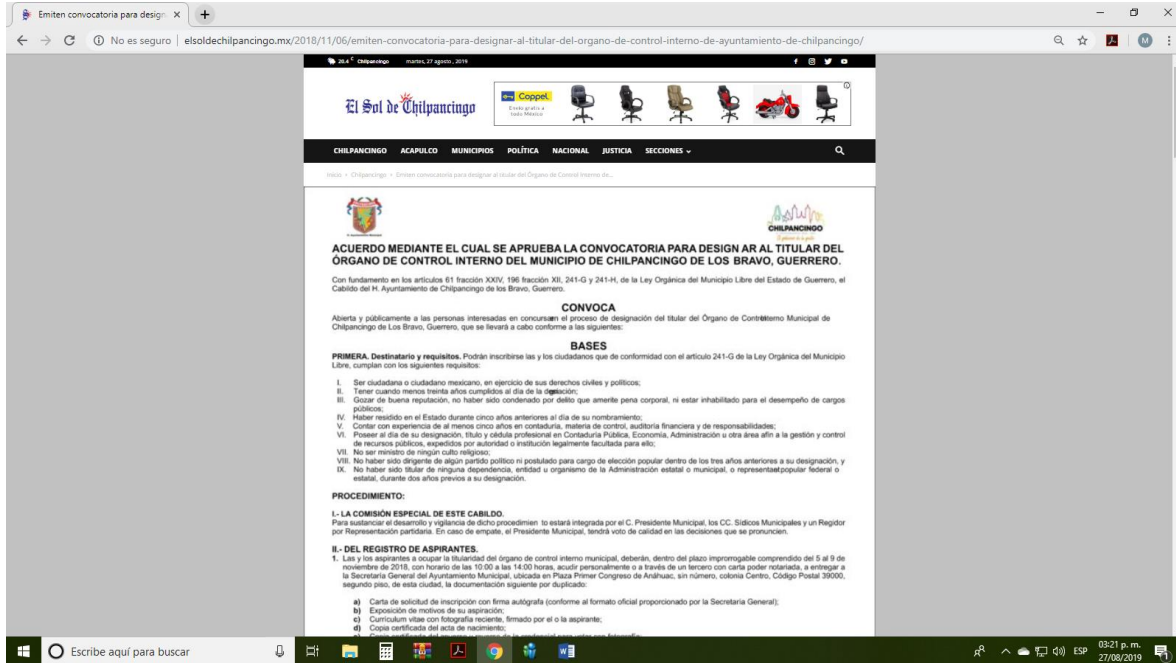 Emiten convocatoria para design
No es seguro | elsoldechilpancingo.mx/2018/11/06/emiten-convocatoria-para-designar-al-titular-del-organo-de-control-interno-de-ayuntamiento-de-chilpancingo/
M
20.4 C Chilpancingo martes, 27 agosto, 2019
El Sol de Chilpancingo
Coppel
Envío gratis a
todo México
CHILPANCINGO ACAPULCO MUNICIPIOS POLÍTICA NACIONAL JUSTICIA SECCIONES
Inicio Chilpancingo Emiten convocatoria para designar al titular del Órgano de Control Interno de...
CHILPANCINGO
ACUERDO MEDIANTE EL CUAL SE APRUEBA LA CONVOCATORIA PARA DESIGN AR AL TITULAR DEL
ÓRGANO DE CONTROL INTERNO DEL MUNICIPIO DE CHILPANCINGO DE LOS BRAVO, GUERRERO.
Con fundamento en los artículos 61 fracción XXIV, 196 fracción XII, 241-G y 241-H, de la Ley Orgánica del Municipio Libre del Estado de Guerrero, el
Cabildo del H. Ayuntamiento de Chilpancingo de los Bravo, Guerrero.
CONVOCA
Abierta y públicamente a las personas interesadas en el proceso de designación del titular del Órgano de Municipal de
Chilpancingo de Los Bravo, Guerrero, que se llevará a cabo conforme a las siguientes:
BASES
PRIMERA. Destinatario y requisitos. Podrán inscribirse las y los ciudadanos que de conformidad con el artículo 241-G de la Ley Orgánica del Municipio
Libre, cumplan con los siguientes requisitos:
I. Ser ciudadana o ciudadano mexicano, en ejercicio de sus derechos civiles y políticos;
II. Tener cuando menos treinta años cumplidos al día de la
III. Gozar de buena reputación, no haber sido condenado por delito que amerite pena corporal, ni estar inhabilitado para el desempeño de cargos
públicos;
IV. Haber residido en el Estado durante cinco años anteriores al día de su nombramiento;
V. Contar con experiencia de al menos cinco años en contaduría, materia de control, auditoría financiera y de responsabilidades;
VI. Poseer al día de su designación, título y cédula profesional en Contaduría Pública, Economía, Administración u otra área afín a la gestión y control
de recursos públicos, expedidos por autoridad o institución legalmente facultada para ello;
VII. No ser ministro de ningún culto religioso;
VIII. No haber sido dirigente de algún partido político ni postulado para cargo de elección popular dentro de los tres años anteriores a su designación, y
IX. No haber sido titular de ninguna dependencia, entidad u organismo de la Administración estatal o municipal, o popular federal o
estatal, durante dos años previos a su designación.
PROCEDIMIENTO:
I.- LA COMISIÓN ESPECIAL DE ESTE CABILDO.
Para sustanciar el desarrollo y vigilancia de dicho procedimien to estará integrada por el C. Presidente Municipal, los CC. Sídicos Municipales y un Regidor
por Representación partidaria. En caso de empate, el Presidente Municipal, tendrá voto de calidad en las decisiones que se pronuncien.
II.- DEL REGISTRO DE ASPIRANTES.
1. Las y los aspirantes a ocupar la titularidad del órgano de control interno municipal, deberán, dentro del plazo improrrogable comprendido del 5 al 9 de
noviembre de 2018, con horario de las 10:00 a las 14:00 horas, acudir personalmente o a través de un tercero con carta poder notariada, a entregar a
la Secretaria General del Ayuntamiento Municipal, ubicada en Plaza Primer Congreso de Anáhuac, sin número, colonia Centro, Código Postal 39000,
segundo piso, de esta ciudad, la documentación siguiente por duplicado:
a) Carta de solicitud de inscripción con firma autógrafa (conforme al formato oficial proporcionado por la Secretaria General);
b) Exposición de motivos de su aspiración;
c) Curriculum vitae con fotografía reciente, firmado por el o la aspirante;
d) Copia certificada del acta de nacimiento;
Escribe aquí para buscar
ESP
03:21 p. m.
27/08/2019